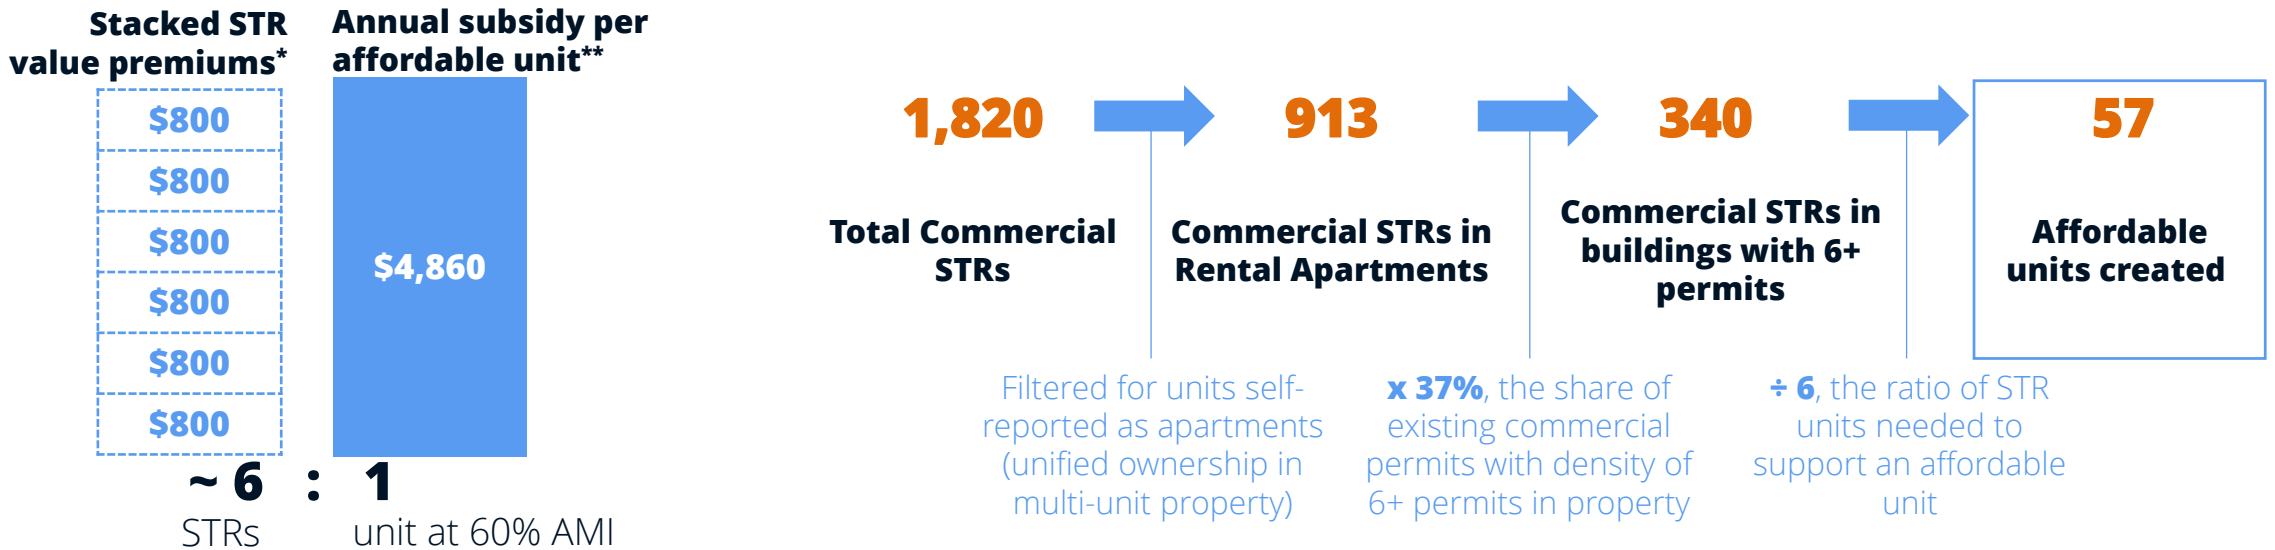 Stacked STR
value premiums*
$800
$800
$800
$800
$800
$800
Annual subsidy per
affordable unit**
$4,860
~ 6 : 1
STRs
unit at 60% AMI
1,820
Total Commercial
STRs
Filtered for units self-
reported as apartments
(unified ownership in
multi-unit property)
913
Commercial STRs in
Rental Apartments
x 37%, the share of
existing commercial
permits with density of
6+ permits in property
340
Commercial STRs in
buildings with 6+
permits
÷ 6, the ratio of STR
units needed to
support an affordable
unit
57
Affordable
units created